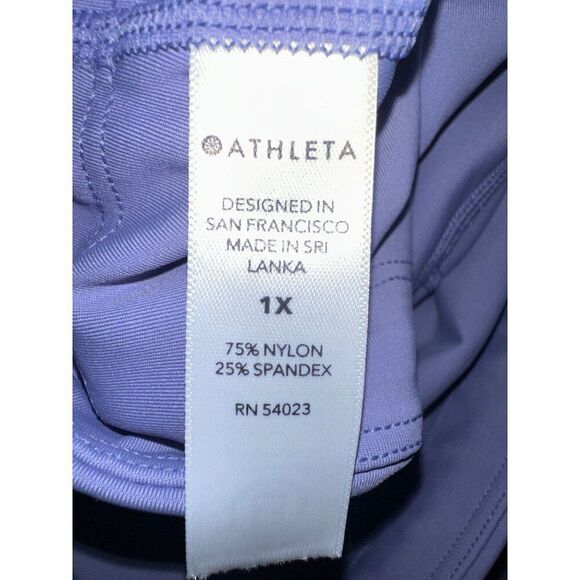 ATHLETA
DESIGNED IN
SAN FRANCISCO
MADE IN SRI
LANKA
1X
75% NYLON
25% SPANDEX
RN 54023